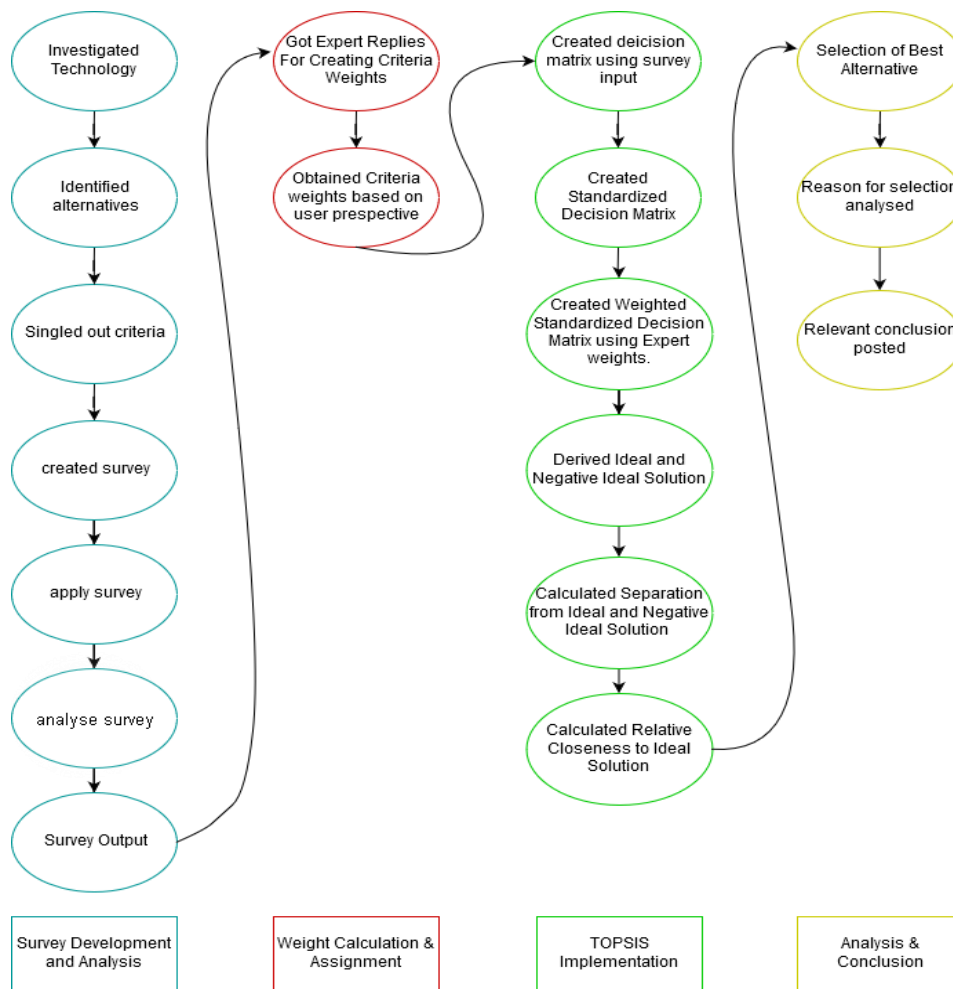 Investigated
Technology
Identified
alternatives
Singled out criteria
created survey
apply survey
analyse survey
Survey Output
Got Expert Replies
For Creating Criteria
Weights
Obtained Criteria
weights based on
user prespective
Created deicision
matrix using survey
input
Created
Standardized
Decision Matrix
Created Weighted
Standardized Decision
Matrix using Expert
weights.
Derived Ideal and
Negative Ideal Solution
Calculated Separation
from Ideal and Negative
Ideal Solution
Calculated Relative
Closeness to Ideal
Solution
Selection of Best
Alternative
Reason for selection
analysed
Relevant conclusion
posted
Survey Development
and Analysis
Weight Calculation &
Assignment
TOPSIS
Implementation
Analysis &
Conclusion